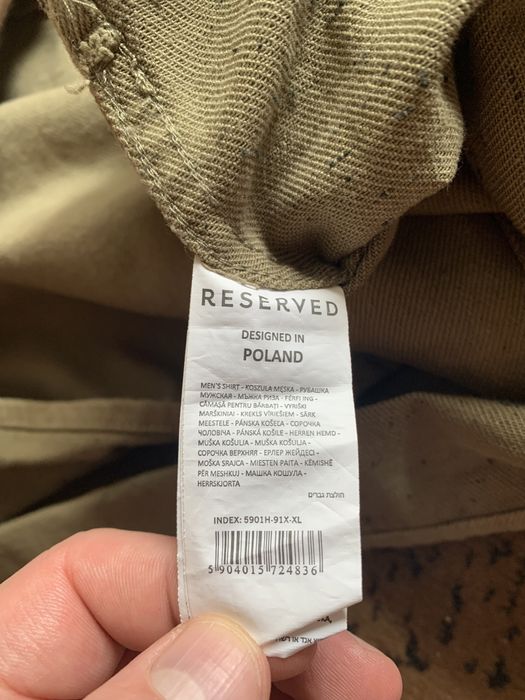 RESERVED
DESIGNED IN
POLAND
MEN'S SHIRT - KOSZULA MĘSKA - РУБАШКА
МУЖСКАЯ - МЪЖКА РИЗА - FÉRFI ING -
CĂMAŞĂ PENTRU BĂRBAŢI - VYRIŠKI
MARŠKINIAI - KREKLS VĪRIEŠIEM - SÄRK
MEESTELE - PÁNSKA KOŠEĽA - СОРОЧКА
ЧОЛОВІЧА - PÁNSKÁ KOŠILE - HERREN HEMD -
MUŠKA KOŠULJA - MUŠKA KOŠULJA -
СОРОЧКА ВЕРХНЯЯ - ЕРЛЕР ЖЕЙДЕСІ -
MOŠKA SRAJCA - MIESTEN PAITA - KËMISHË
PËR MESHKUJ - МАШКА КОШУЛА -
HERRSKJORTA
חולצת גברים
INDEX: 5901H-91X-XL
5 904015 724836